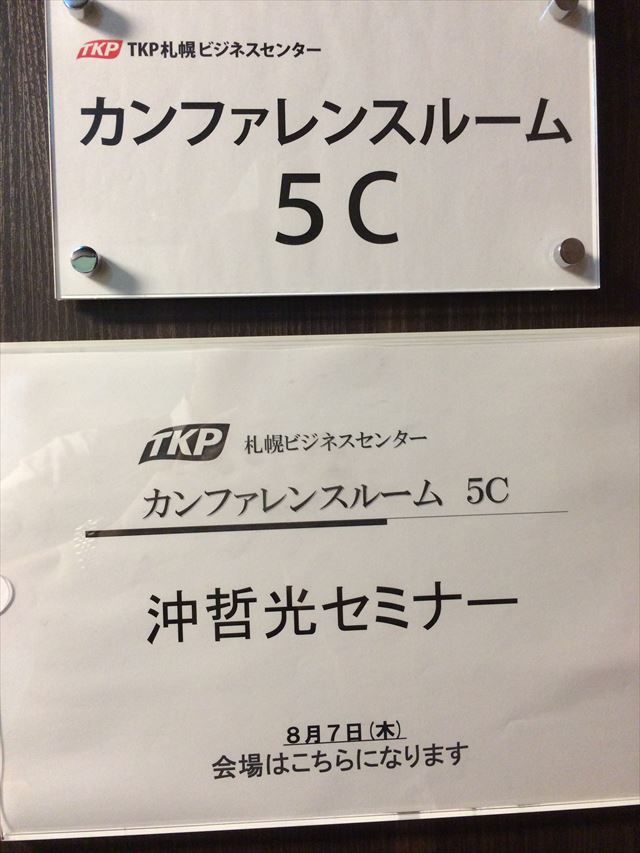 TKP TKP札幌ビジネスセンター
カンファレンスルーム
5C
TKP 札幌ビジネスセンター
カンファレンスルーム 5C
沖哲光セミナー
8月7日(木)
会場はこちらになります